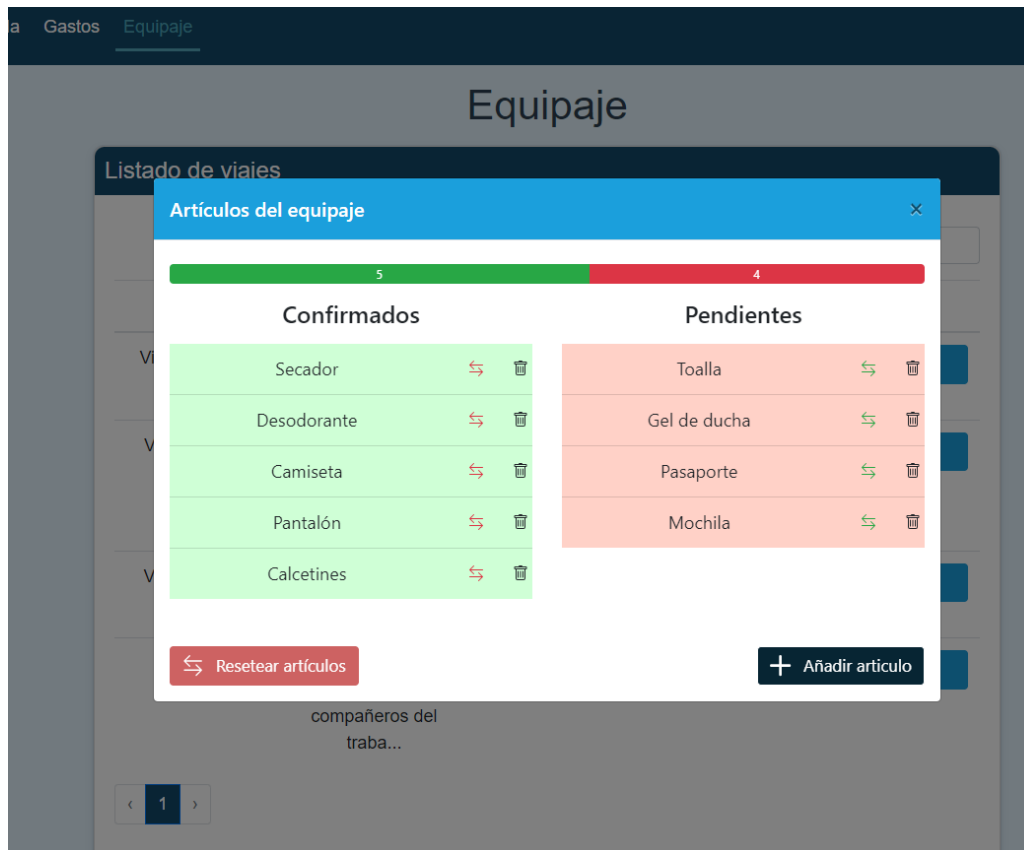 Gastos Equipaje
Equipaje
Listado de viajes
Artículos del equipaje
5 4
Confirmados Pendientes
Secador Toalla
Desodorante Gel de ducha
Camiseta Pasaporte
Pantalón Mochila
Calcetines
Resetear artículos Añadir articulo
compañeros del
traba...
‹ 1 ›